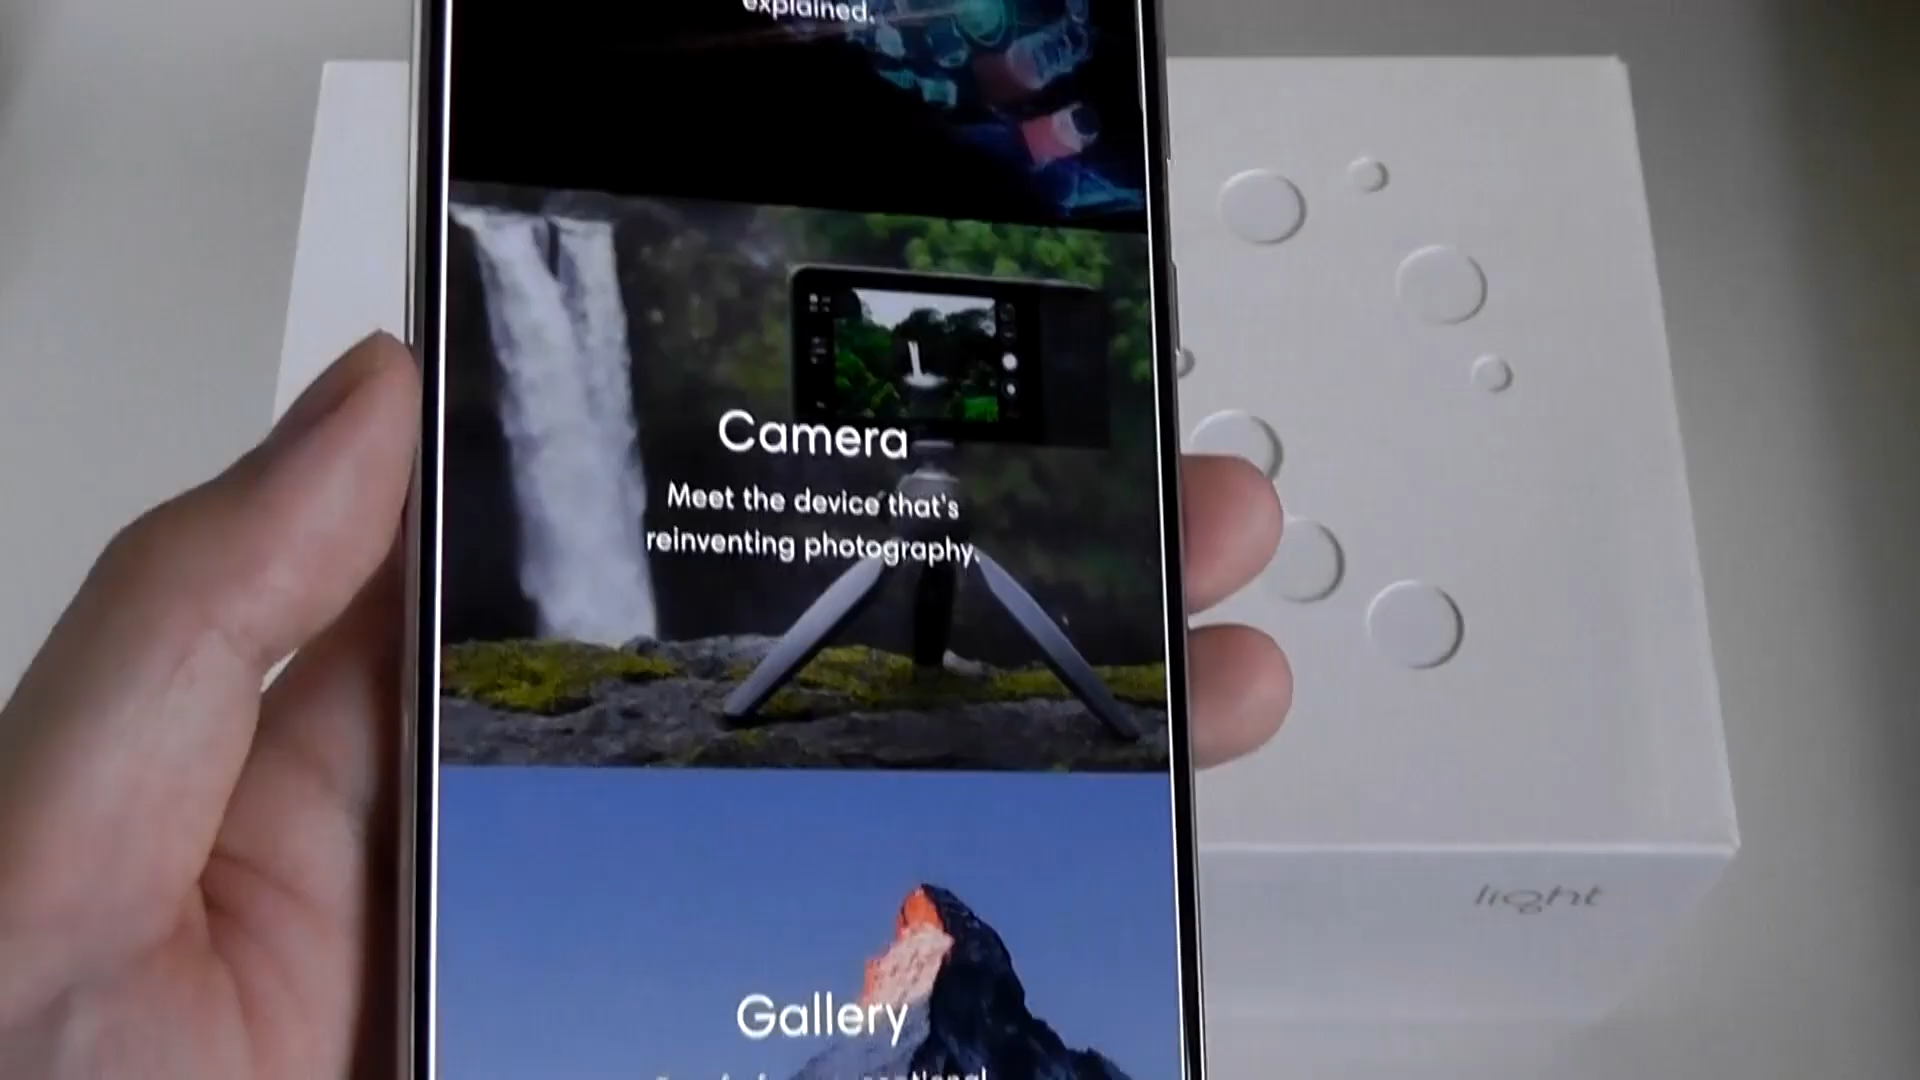 explained.
Camera
Meet the device that's
reinventing photography.
light
Gallery